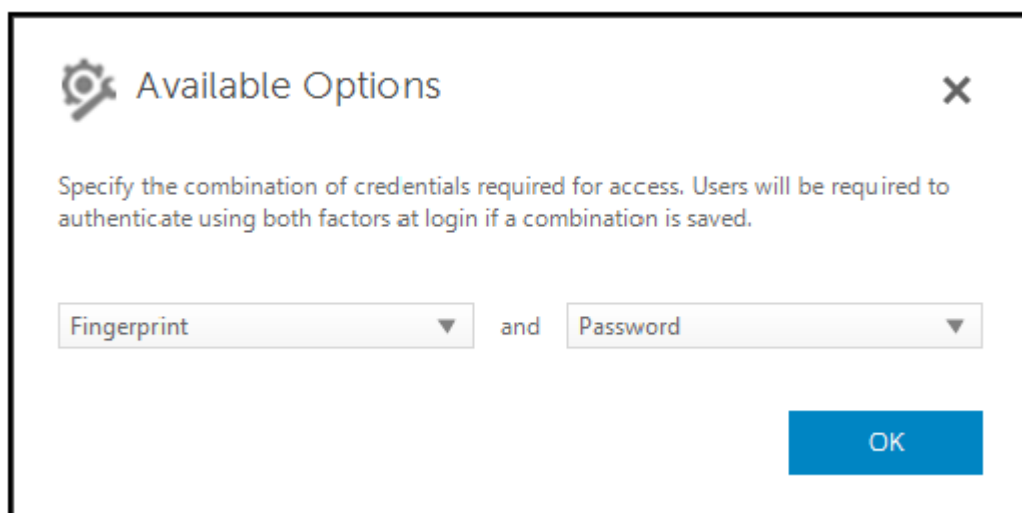 Available Options
Specify the combination of credentials required for access. Users will be required to
authenticate using both factors at login if a combination is saved.
Fingerprint and Password
OK